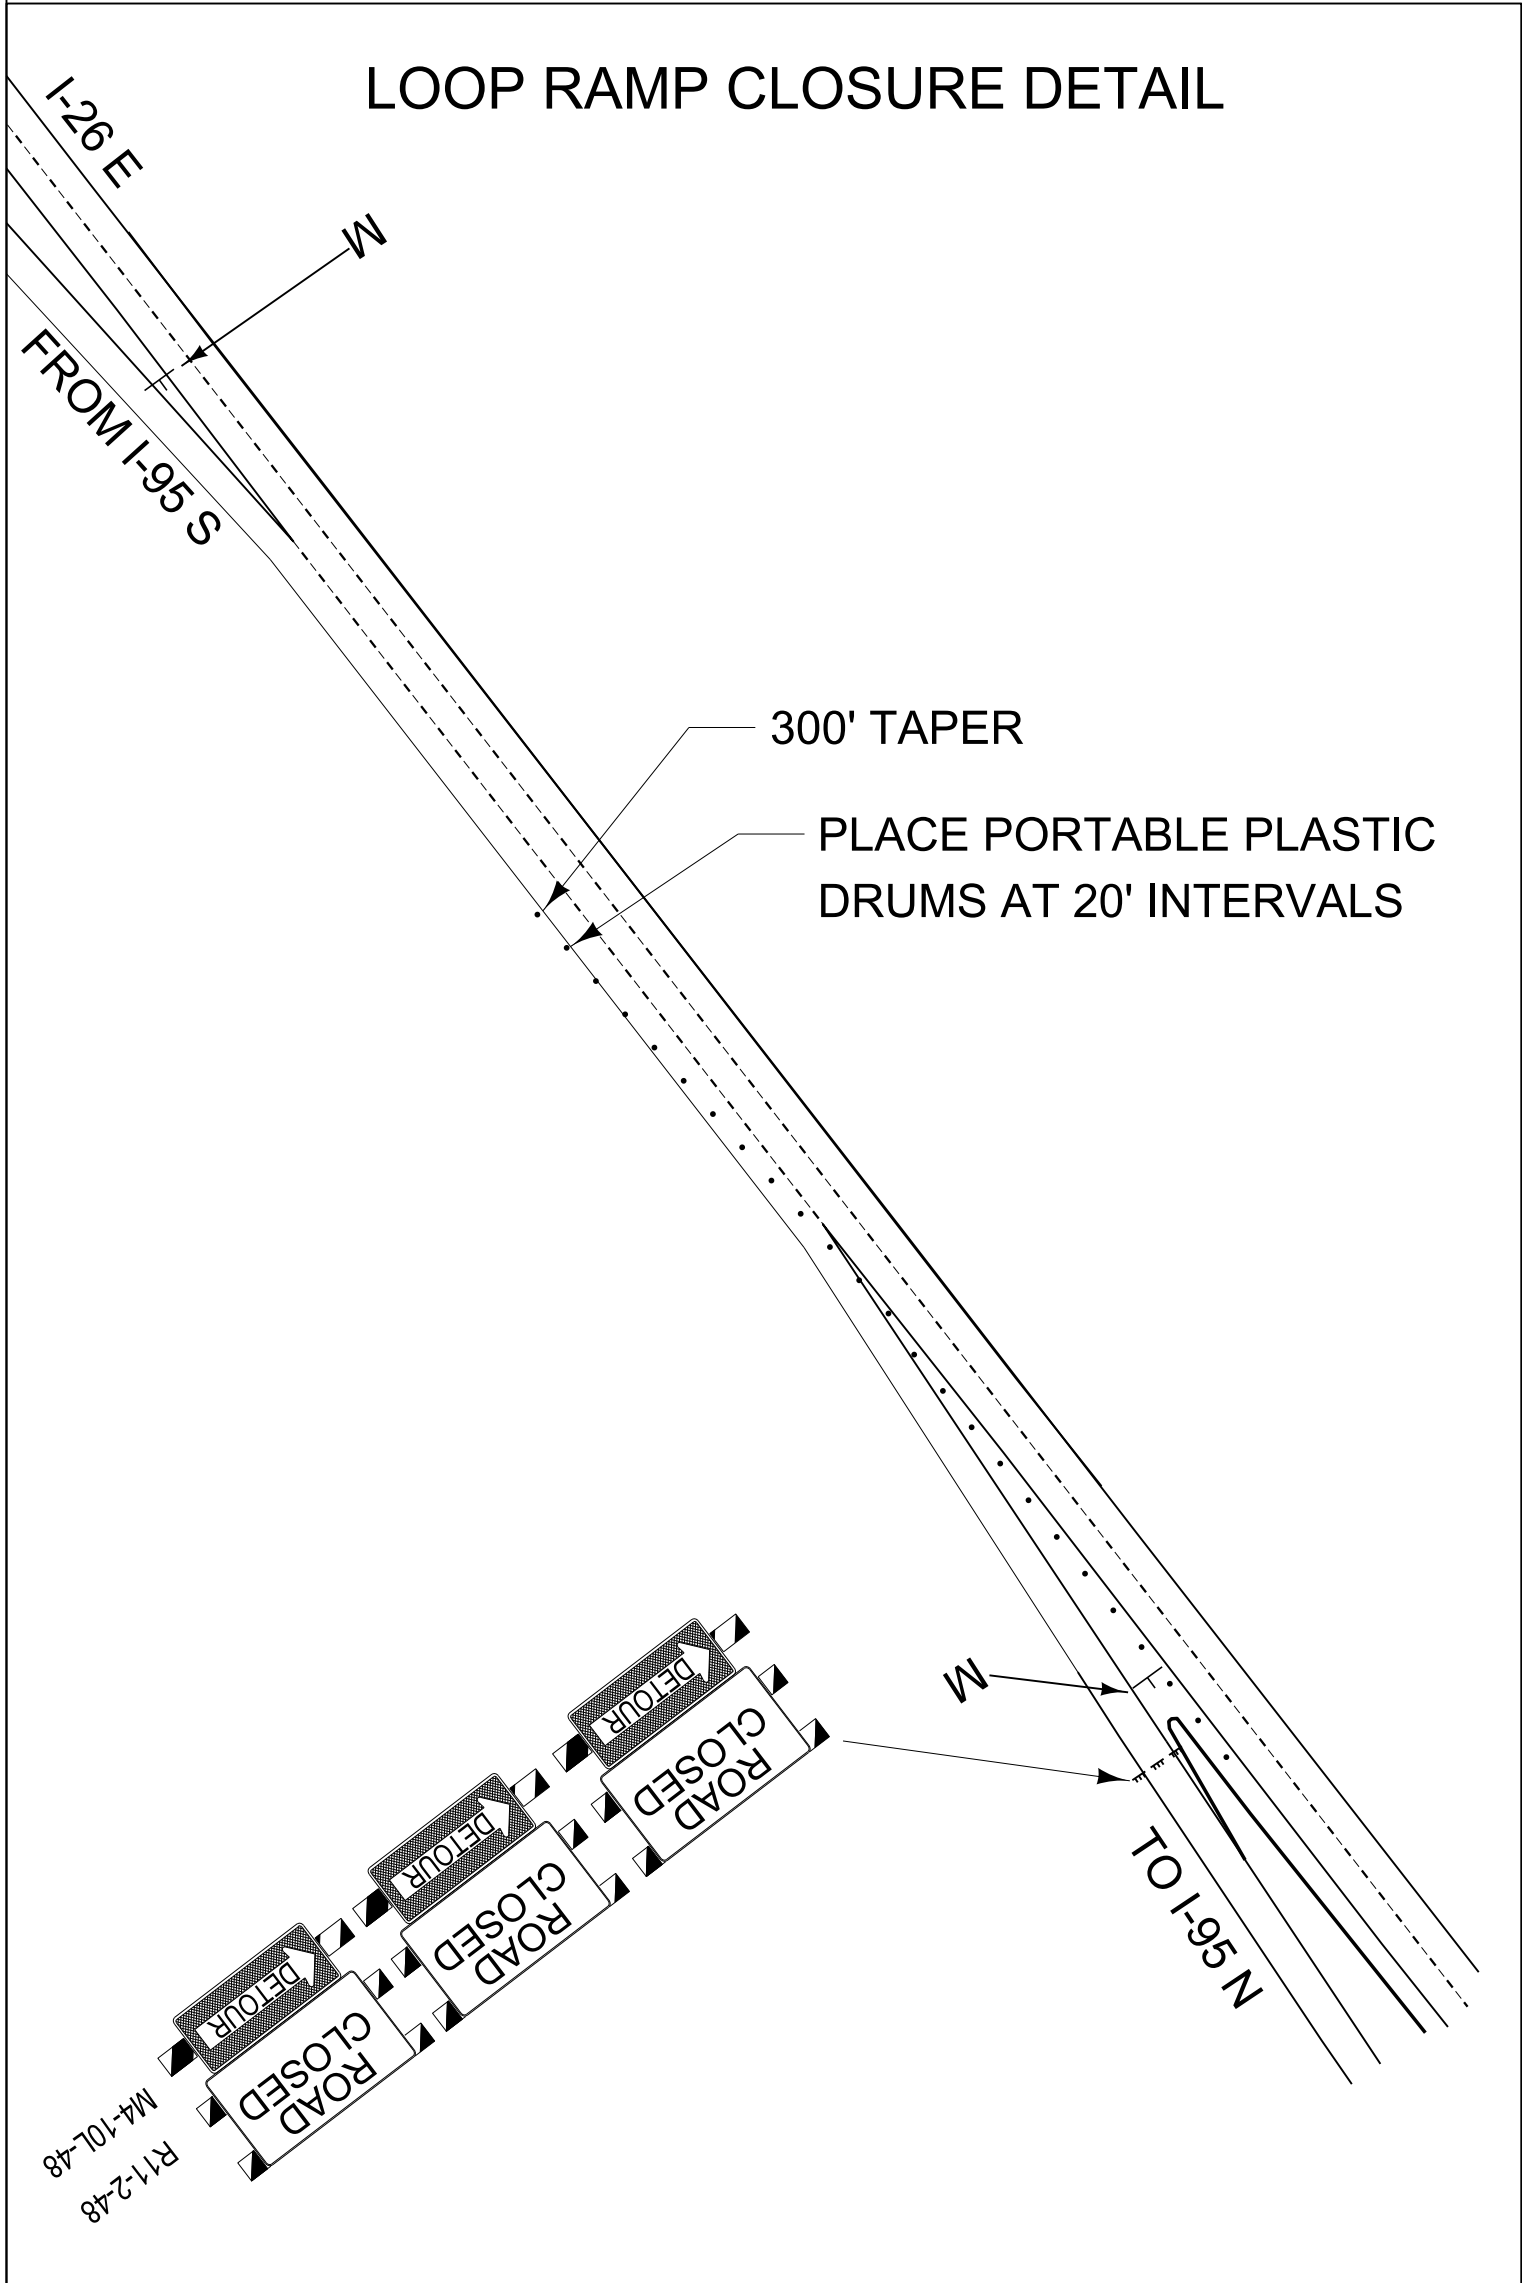 LOOP RAMP CLOSURE DETAIL
I-26 E
M
FROM I-95 S
300' TAPER
PLACE PORTABLE PLASTIC
DRUMS AT 20' INTERVALS
M
TO I-95 N
DETOUR
ROAD
CLOSED
DETOUR
ROAD
CLOSED
DETOUR
ROAD
CLOSED
M4-10L-48
R11-2-48